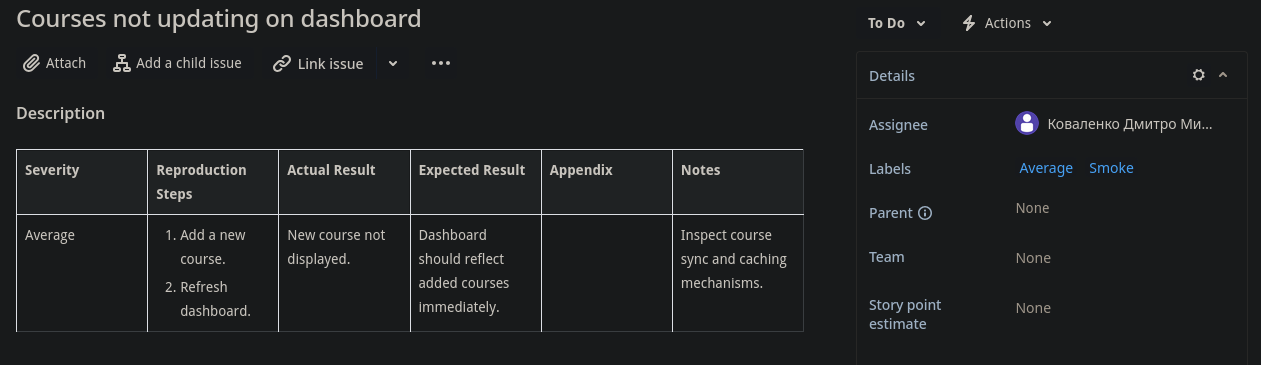 Courses not updating on dashboard
Attach
Add a child issue
Link issue
Description
Severity
Reproduction
Steps
Actual Result
Expected Result
Appendix
Notes
Average
1. Add a new
course.
2. Refresh
dashboard.
New course not
displayed.
Dashboard
should reflect
added courses
immediately.
Inspect course
sync and caching
mechanisms.
To Do
Actions
Details
Assignee
Коваленко Дмитро Ми...
Labels
Average Smoke
Parent
None
Team
None
Story point
estimate
None